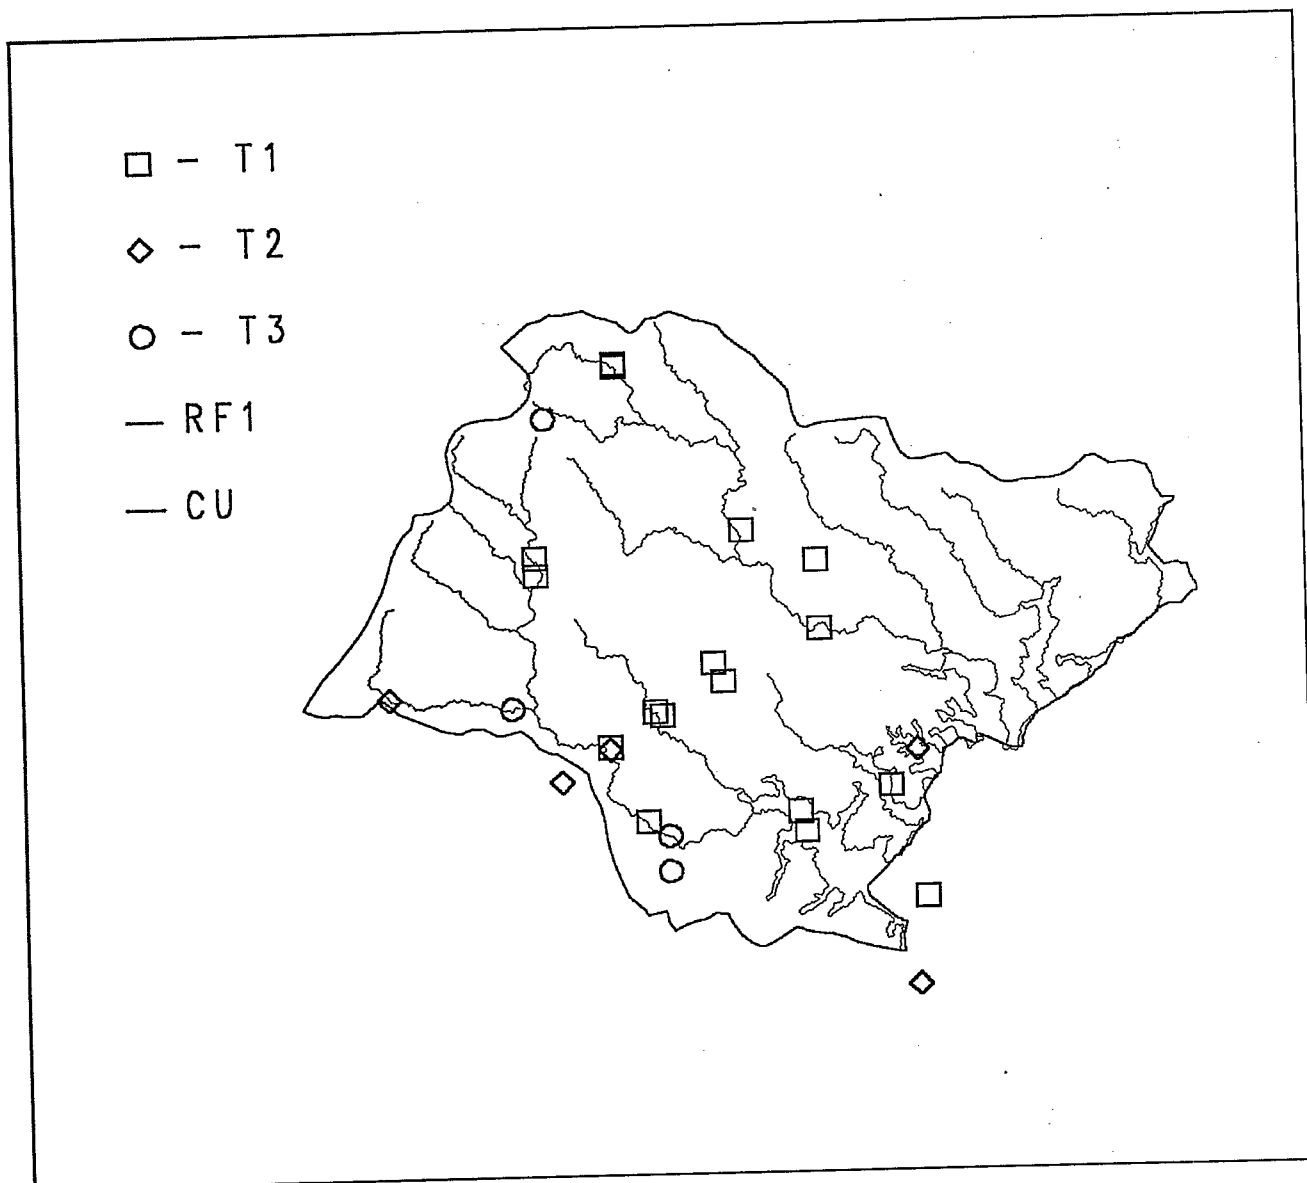 □ - T1
◇ - T2
○ - T3
— RF1
— CU